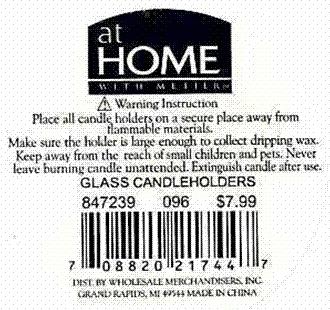 at
HOME
WITH MEIJER™
⚠ Warning Instruction
Place all candle holders on a secure place away from
flammable materials.
Make sure the holder is large enough to collect dripping wax.
Keep away from the reach of small children and pets. Never
leave burning candle unattended. Extinguish candle after use.
GLASS CANDLEHOLDERS
847239 096 $7.99
7 08820 21744 7
DIST. BY WHOLESALE MERCHANDISERS, INC.
GRAND RAPIDS, MI 49544 MADE IN CHINA